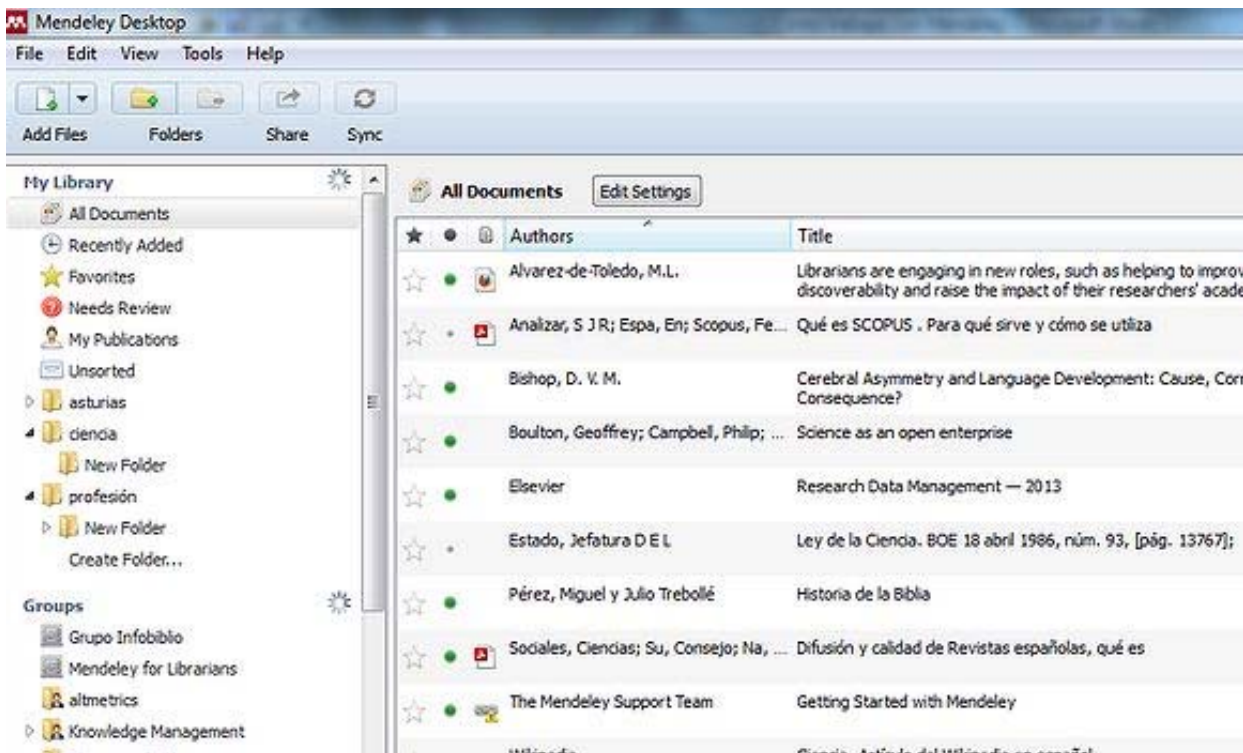 Mendeley Desktop
File Edit View Tools Help
Add Files Folders Share Sync
My Library
All Documents
Recently Added
Favorites
Needs Review
My Publications
Unsorted
asturias
ciencia
New Folder
profesión
New Folder
Create Folder...
Groups
Grupo Infobiblio
Mendeley for Librarians
altmetrics
Knowledge Management
All Documents Edit Settings
Authors Title
Alvarez-de-Toledo, M.L. Librarians are engaging in new roles, such as helping to improv
discoverability and raise the impact of their researchers' acade
Analizar, S J R; Espa, En; Scopus, Fe... Qué es SCOPUS . Para qué sirve y cómo se utiliza
Bishop, D. V. M. Cerebral Asymmetry and Language Development: Cause, Corr
Consequence?
Boulton, Geoffrey; Campbell, Philip; ... Science as an open enterprise
Elsevier Research Data Management — 2013
Estado, Jefatura D E L Ley de la Ciencia. BOE 18 abril 1986, núm. 93, [pág. 13767];
Pérez, Miguel y Julio Trebollé Historia de la Biblia
Sociales, Ciencias; Su, Consejo; Na, ... Difusión y calidad de Revistas españolas, qué es
The Mendeley Support Team Getting Started with Mendeley